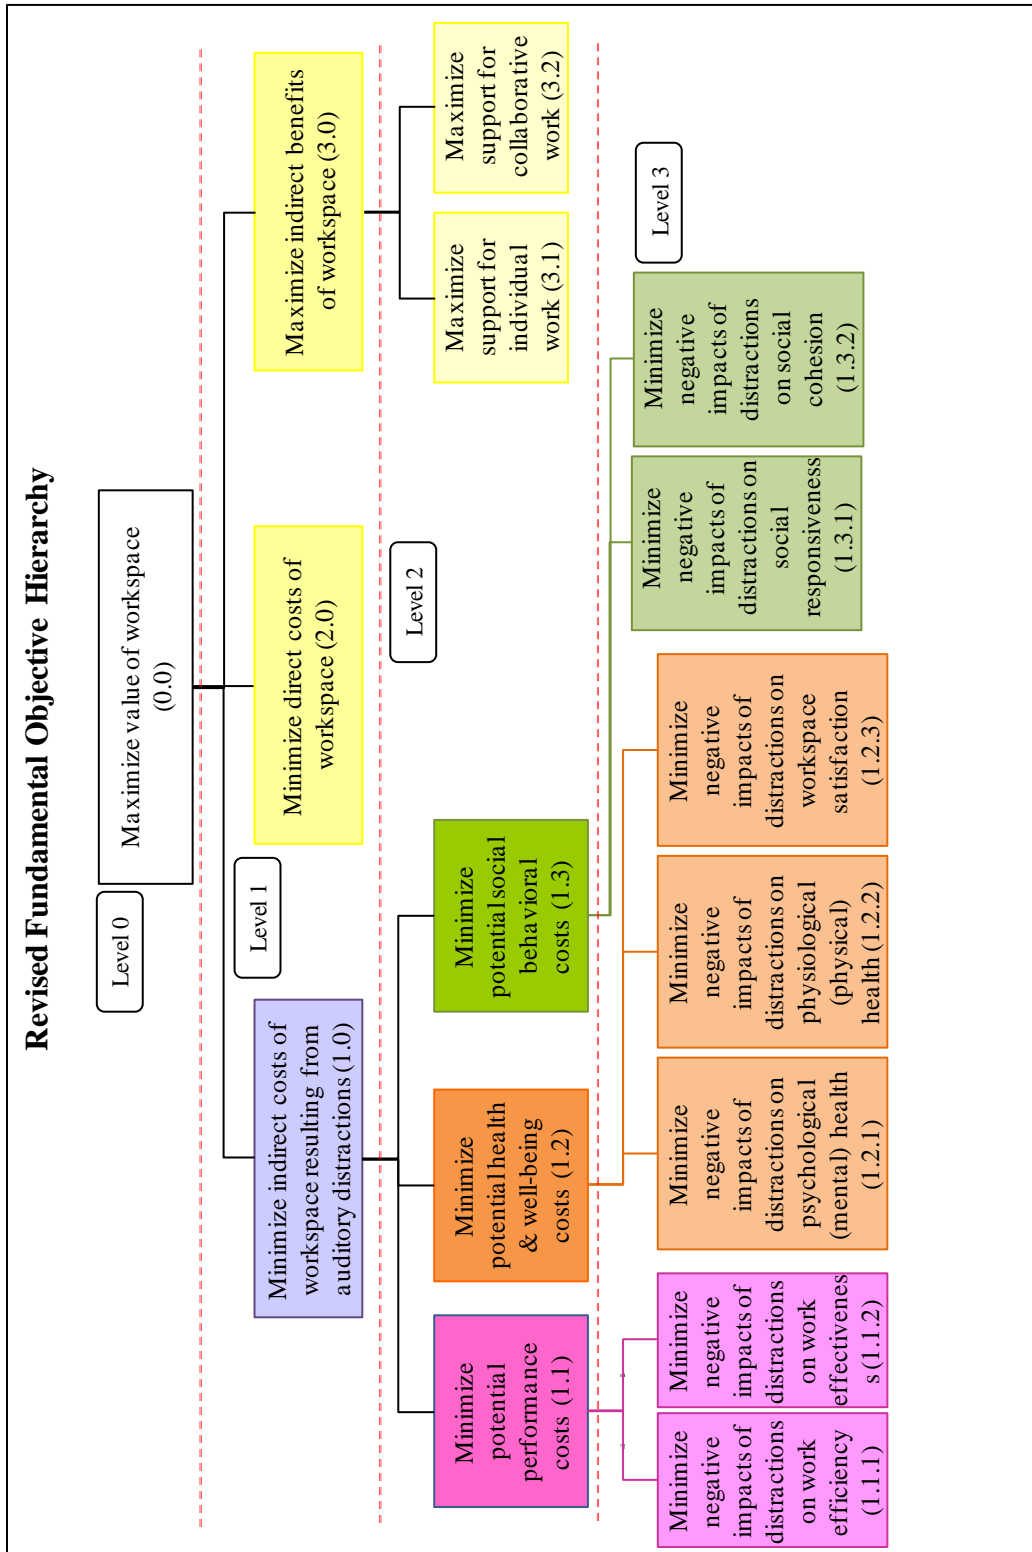 Revised Fundamental Objective Hierarchy
Level 0
Maximize value of workspace
(0.0)
Level 1
Minimize indirect costs of
workspace resulting from
auditory distractions (1.0)
Minimize direct costs of
workspace (2.0)
Maximize indirect benefits
of workspace (3.0)
Level 2
Minimize
potential
performance
costs (1.1)
Minimize
potential health
& well-being
costs (1.2)
Minimize
potential social
behavioral
costs (1.3)
Maximize
support for
individual
work (3.1)
Maximize
support for
collaborative
work (3.2)
Level 3
Minimize
negative
impacts of
distractions
on work
efficiency
(1.1.1)
Minimize
negative
impacts of
distractions
on work
effectivenes
s (1.1.2)
Minimize
negative
impacts of
distractions on
psychological
(mental) health
(1.2.1)
Minimize
negative
impacts of
distractions on
physiological
(physical)
health (1.2.2)
Minimize
negative
impacts of
distractions on
workspace
satisfaction
(1.2.3)
Minimize
negative
impacts of
distractions on
social
responsiveness
(1.3.1)
Minimize
negative
impacts of
distractions
on social
cohesion
(1.3.2)